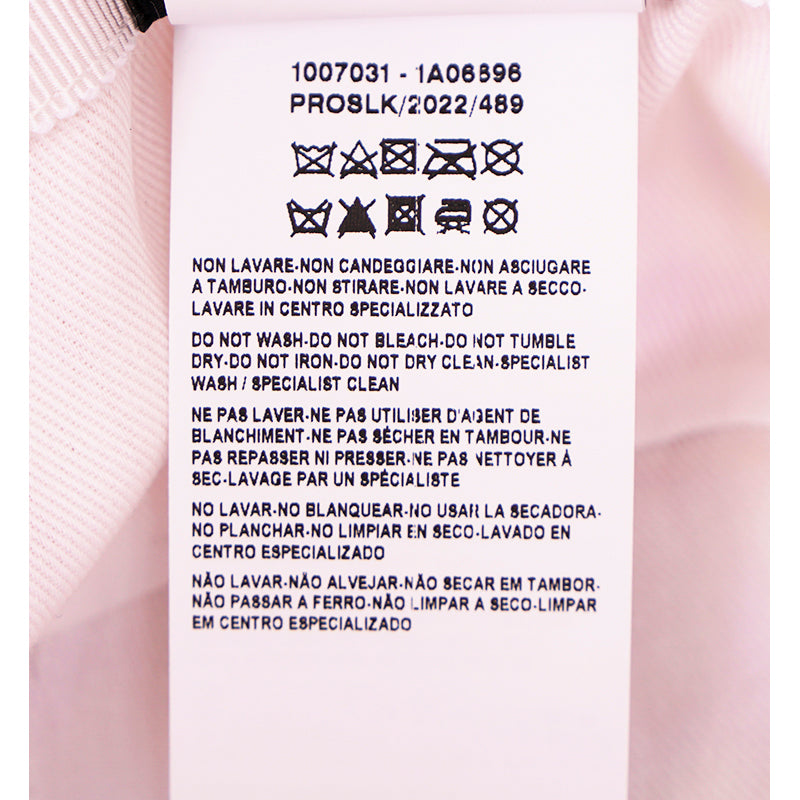 1007031 - 1A06896
PROSLK/2022/489
NON LAVARE-NON CANDEGGIARE-NON ASCIUGARE
A TAMBURO-NON STIRARE-NON LAVARE A SECCO-
LAVARE IN CENTRO SPECIALIZZATO
DO NOT WASH-DO NOT BLEACH-DO NOT TUMBLE
DRY-DO NOT IRON-DO NOT DRY CLEAN-SPECIALIST
WASH / SPECIALIST CLEAN
NE PAS LAVER-NE PAS UTILISER D'AGENT DE
BLANCHIMENT-NE PAS SÉCHER EN TAMBOUR-NE
PAS REPASSER NI PRESSER-NE PAS NETTOYER À
SEC-LAVAGE PAR UN SPÉCIALISTE
NO LAVAR-NO BLANQUEAR-NO USAR LA SECADORA-
NO PLANCHAR-NO LIMPIAR EN SECO-LAVADO EN
CENTRO ESPECIALIZADO
NÃO LAVAR-NÃO ALVEJAR-NÃO SECAR EM TAMBOR-
NÃO PASSAR A FERRO-NÃO LIMPAR A SECO-LIMPAR
EM CENTRO ESPECIALIZADO